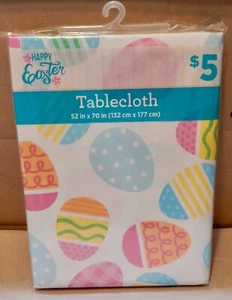 HAPPY
Easter
$5
Tablecloth
52 in x 70 in (132 cm x 177 cm)